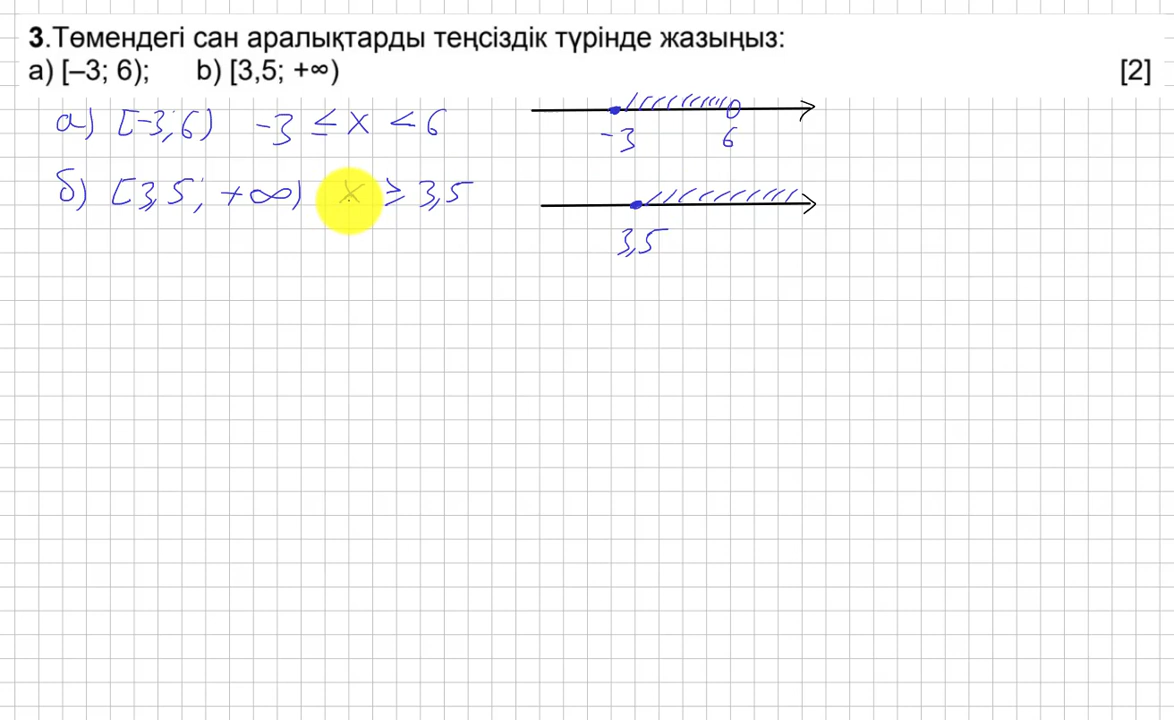 3.Төмендегі сан аралықтарды теңсіздік түрінде жазыңыз:
a) [–3; 6); b) [3,5; +∞) [2]
а) [-3; 6) -3 ≤ x < 6
-3 6
б) [3,5; +∞) x ≥ 3,5
3,5